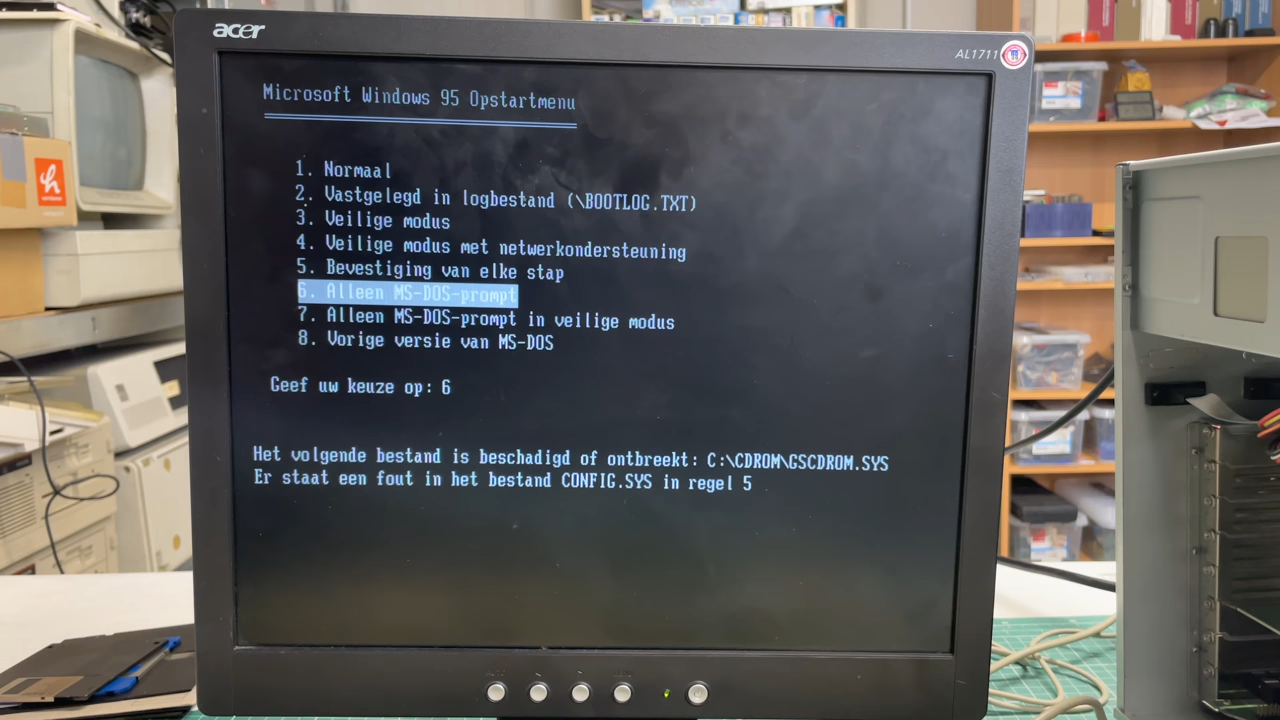 acer
AL1711
Microsoft Windows 95 Opstartmenu
1. Normaal
2. Vastgelegd in logbestand (\BOOTLOG.TXT)
3. Veilige modus
4. Veilige modus met netwerkondersteuning
5. Bevestiging van elke stap
6. Alleen MS-DOS-prompt
7. Alleen MS-DOS-prompt in veilige modus
8. Vorige versie van MS-DOS
Geef uw keuze op: 6
Het volgende bestand is beschadigd of ontbreekt: C:\CDROM\GSCDROM.SYS
Er staat een fout in het bestand CONFIG.SYS in regel 5